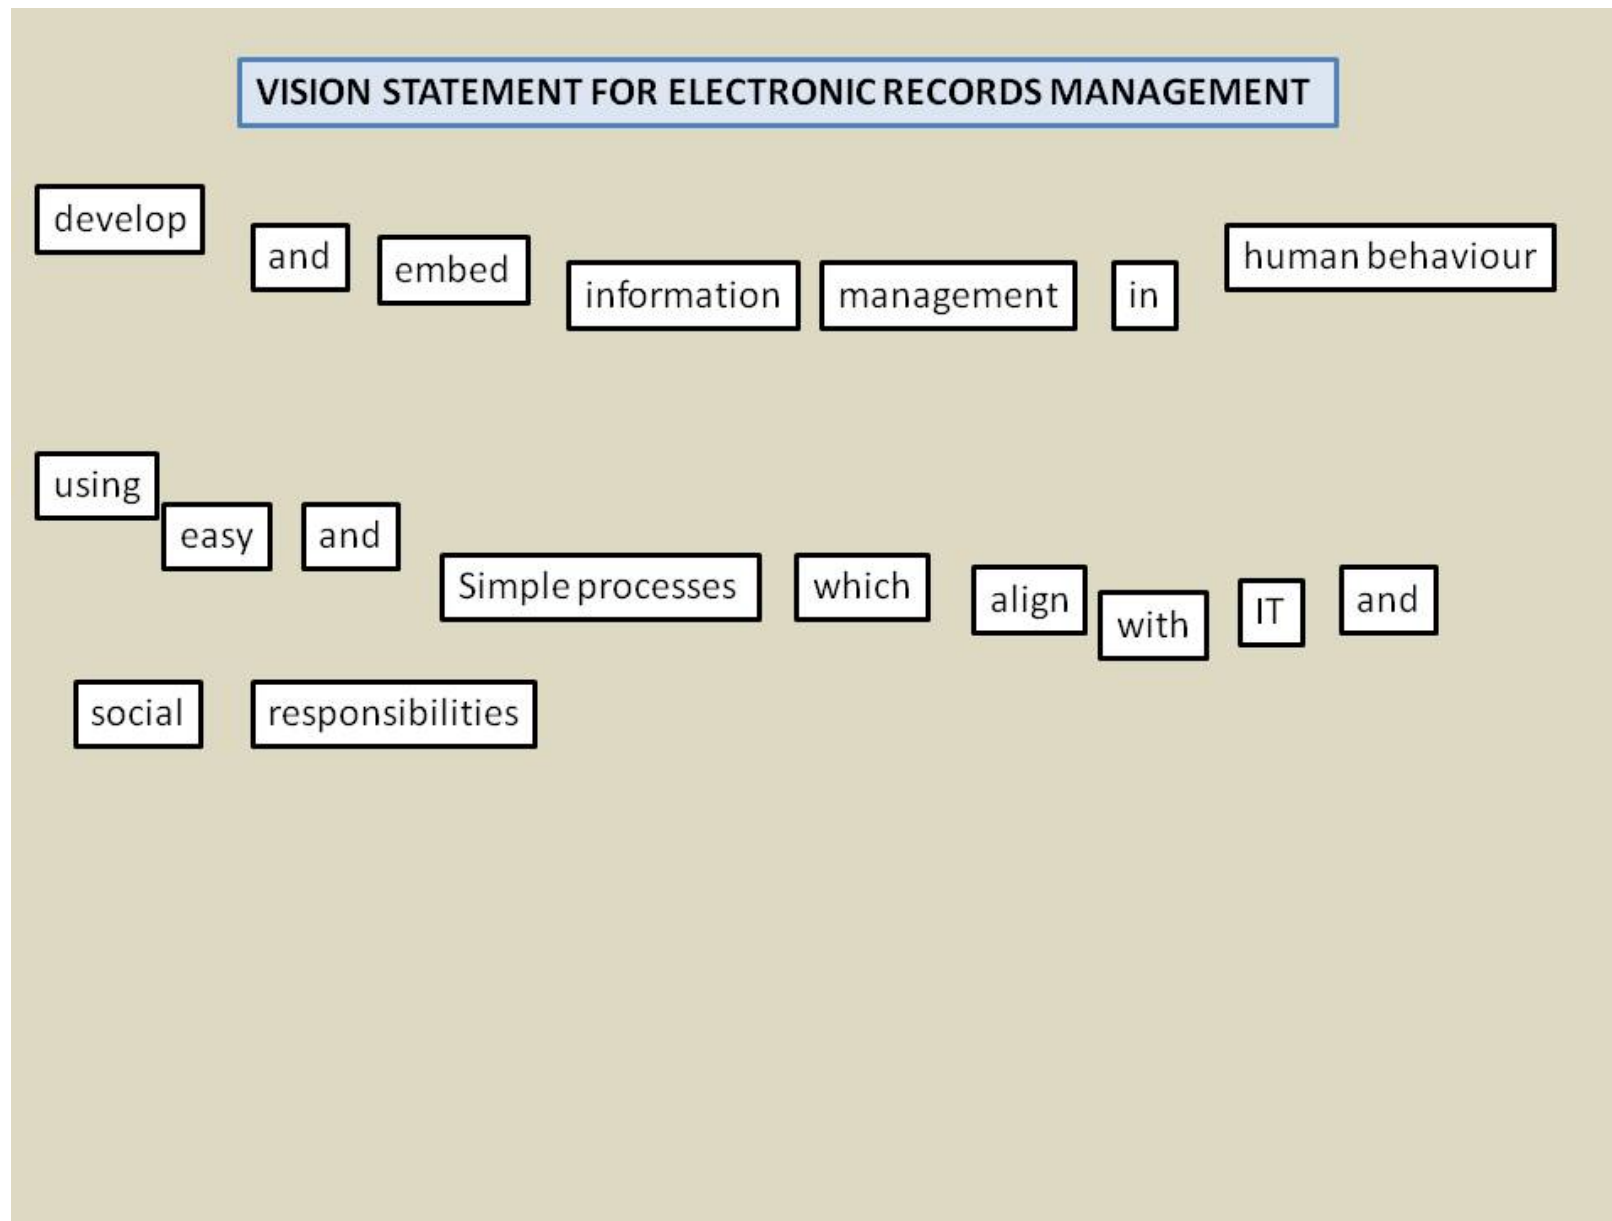 VISION STATEMENT FOR ELECTRONIC RECORDS MANAGEMENT
develop and embed information management in human behaviour
using easy and Simple processes which align with IT and
social responsibilities